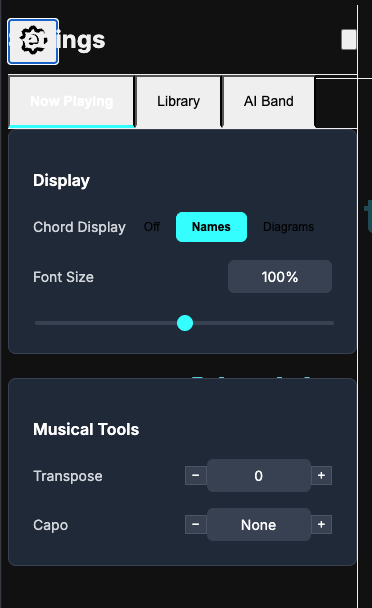 Settings
Now Playing Library AI Band
Display
Chord Display Off Names Diagrams
Font Size 100%
Musical Tools
Transpose − 0 +
Capo − None +